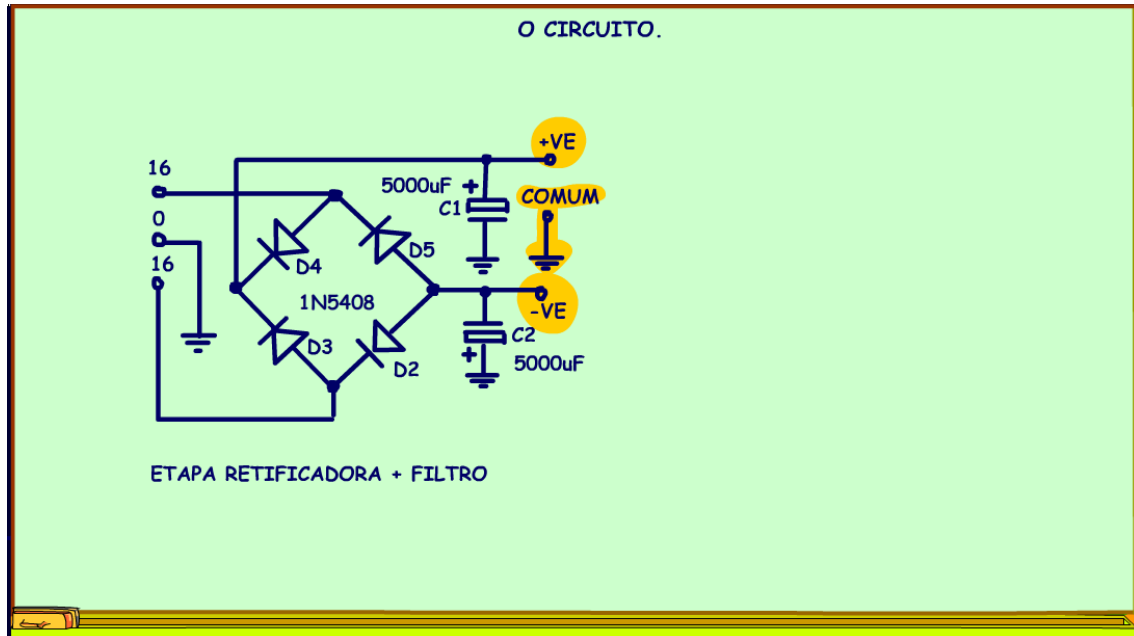 O CIRCUITO.
+VE
16
5000uF +
COMUM
C1
0
D5
16
D4
1N5408
-VE
C2
D3
+
5000uF
D2
ETAPA RETIFICADORA + FILTRO